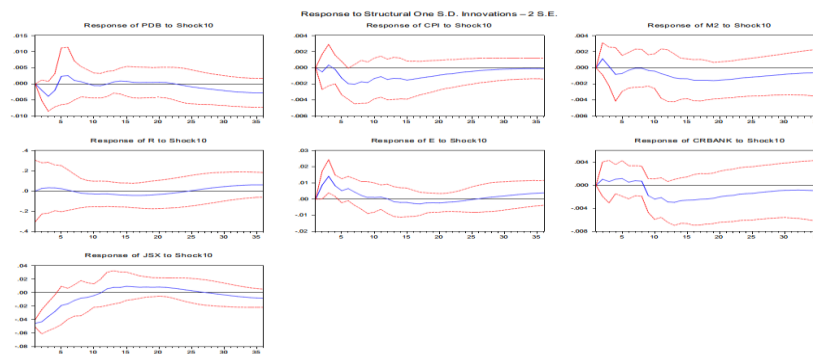 Response to Structural One S.D. Innovations – 2 S.E.
Response of PDB to Shock10
.015
.010
.005
.000
-.005
-.010
5 10 15 20 25 30 35
Response of CPI to Shock10
.004
.002
.000
-.002
-.004
-.006
5 10 15 20 25 30 35
Response of M2 to Shock10
.004
.002
.000
-.002
-.004
-.006
-.008
5 10 15 20 25 30
Response of R to Shock10
.4
.2
.0
-.2
-.4
5 10 15 20 25 30 35
Response of E to Shock10
.03
.02
.01
.00
-.01
-.02
5 10 15 20 25 30 35
Response of CRBANK to Shock10
.004
.000
-.004
-.008
5 10 15 20 25 30
Response of JSX to Shock10
.04
.02
.00
-.02
-.04
-.06
-.08
5 10 15 20 25 30 35